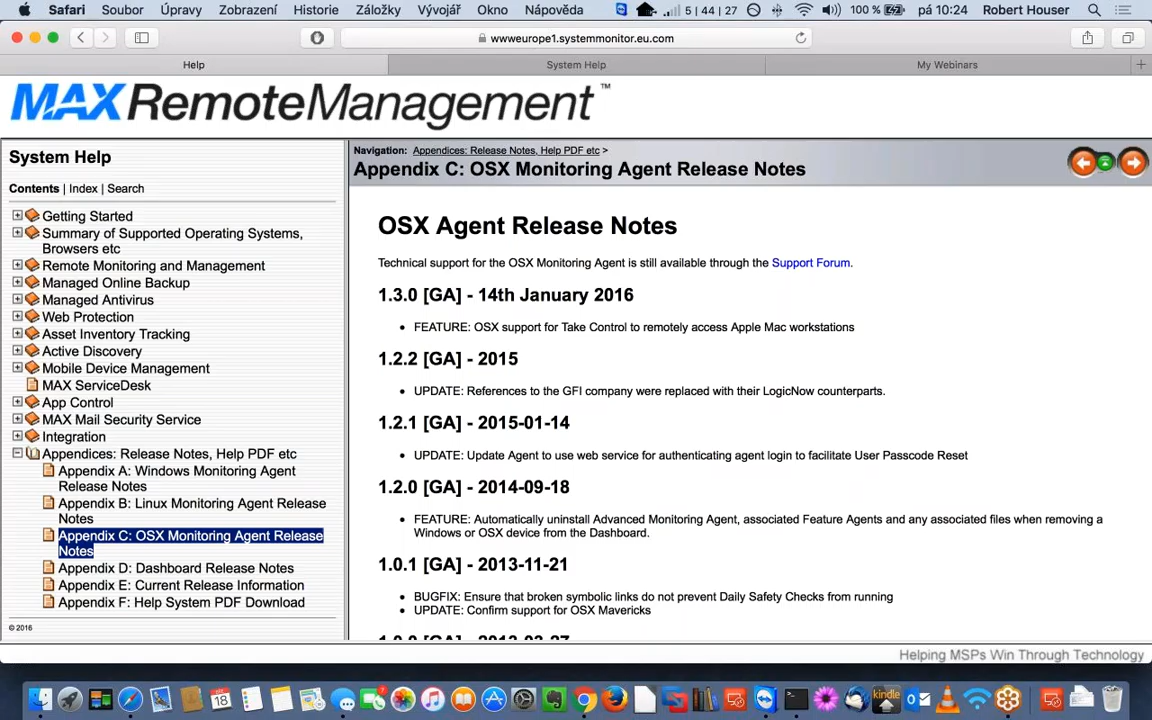 Safari Soubor Úpravy Zobrazení Historie Záložky Vývojář Okno Nápověda 5 | 44 | 27 100 % pá 10:24 Robert Houser
wwweurope1.systemmonitor.eu.com
Help System Help My Webinars
MAXRemoteManagement™
System Help
Contents | Index | Search
Getting Started
Summary of Supported Operating Systems,
Browsers etc
Remote Monitoring and Management
Managed Online Backup
Managed Antivirus
Web Protection
Asset Inventory Tracking
Active Discovery
Mobile Device Management
MAX ServiceDesk
App Control
MAX Mail Security Service
Integration
Appendices: Release Notes, Help PDF etc
Appendix A: Windows Monitoring Agent
Release Notes
Appendix B: Linux Monitoring Agent Release
Notes
Appendix C: OSX Monitoring Agent Release
Notes
Appendix D: Dashboard Release Notes
Appendix E: Current Release Information
Appendix F: Help System PDF Download
© 2016
Navigation: Appendices: Release Notes, Help PDF etc >
Appendix C: OSX Monitoring Agent Release Notes
OSX Agent Release Notes
Technical support for the OSX Monitoring Agent is still available through the Support Forum.
1.3.0 [GA] - 14th January 2016
• FEATURE: OSX support for Take Control to remotely access Apple Mac workstations
1.2.2 [GA] - 2015
• UPDATE: References to the GFI company were replaced with their LogicNow counterparts.
1.2.1 [GA] - 2015-01-14
• UPDATE: Update Agent to use web service for authenticating agent login to facilitate User Passcode Reset
1.2.0 [GA] - 2014-09-18
• FEATURE: Automatically uninstall Advanced Monitoring Agent, associated Feature Agents and any associated files when removing a
Windows or OSX device from the Dashboard.
1.0.1 [GA] - 2013-11-21
• BUGFIX: Ensure that broken symbolic links do not prevent Daily Safety Checks from running
• UPDATE: Confirm support for OSX Mavericks
Helping MSPs Win Through Technology
18
kindle